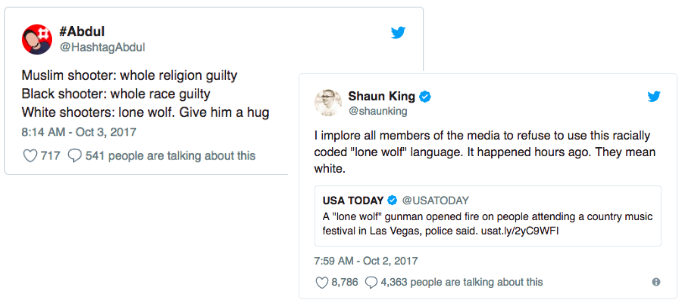 #Abdul
@HashtagAbdul
Muslim shooter: whole religion guilty
Black shooter: whole race guilty
White shooters: lone wolf. Give him a hug
8:14 AM - Oct 3, 2017
717 541 people are talking about this
Shaun King
@shaunking
I implore all members of the media to refuse to use this racially
coded "lone wolf" language. It happened hours ago. They mean
white.
USA TODAY @USATODAY
A "lone wolf" gunman opened fire on people attending a country music
festival in Las Vegas, police said. usat.ly/2yC9WFI
7:59 AM - Oct 2, 2017
8,786 4,363 people are talking about this